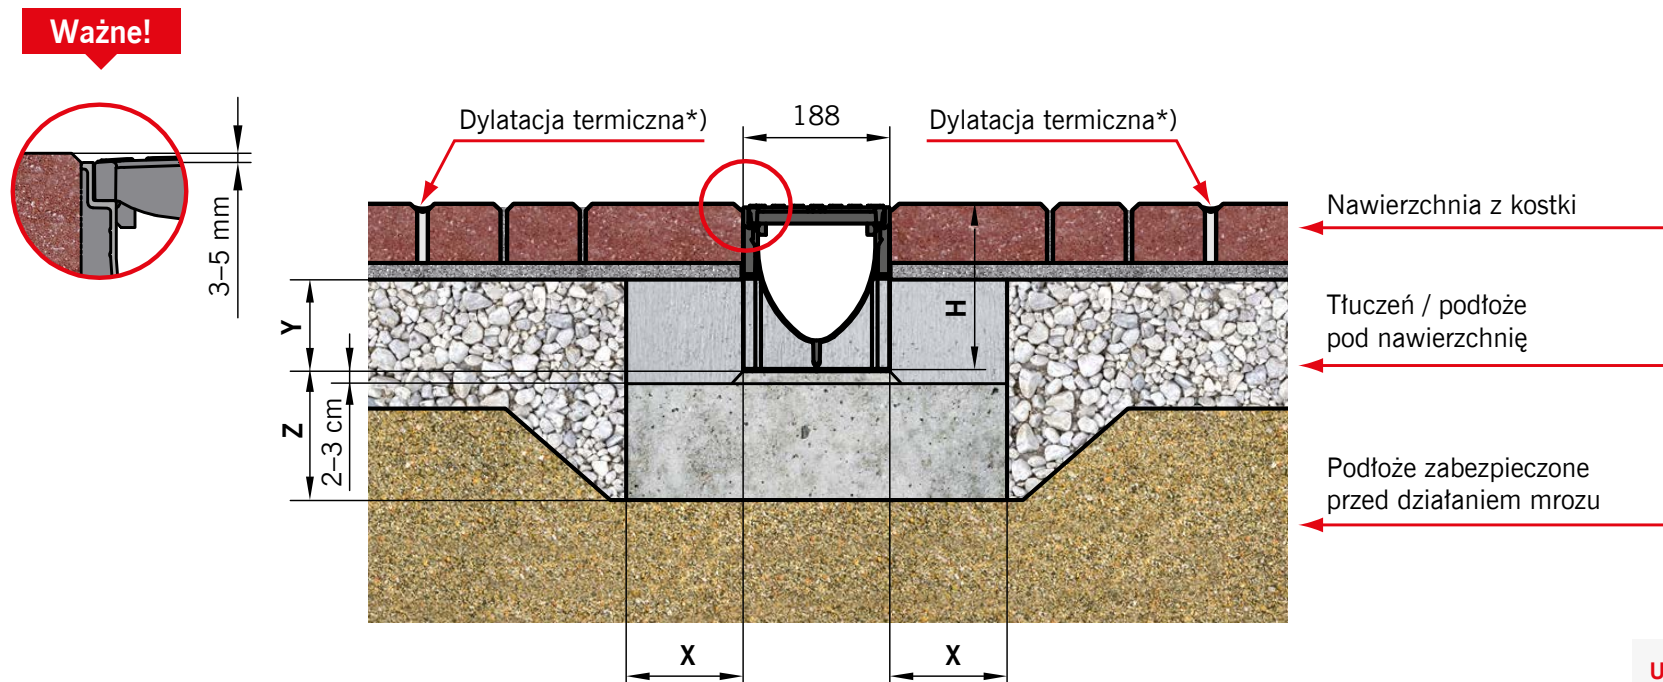 Ważne!
Dylatacja termiczna*)
188
Dylatacja termiczna*)
3–5 mm
Nawierzchnia z kostki
Y
H
Tłuczeń / podłoże
pod nawierzchnię
Z
2–3 cm
Podłoże zabezpieczone
przed działaniem mrozu
X
X
U